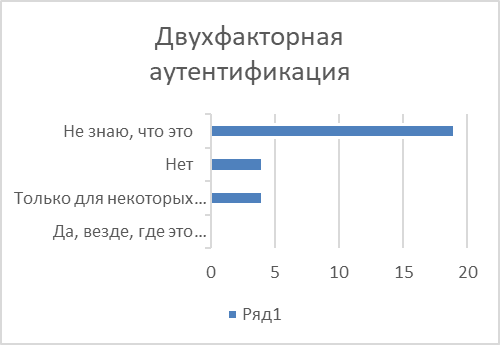 Двухфакторная
аутентификация
Не знаю, что это
Нет
Только для некоторых...
Да, везде, где это...
0 5 10 15 20
Ряд1